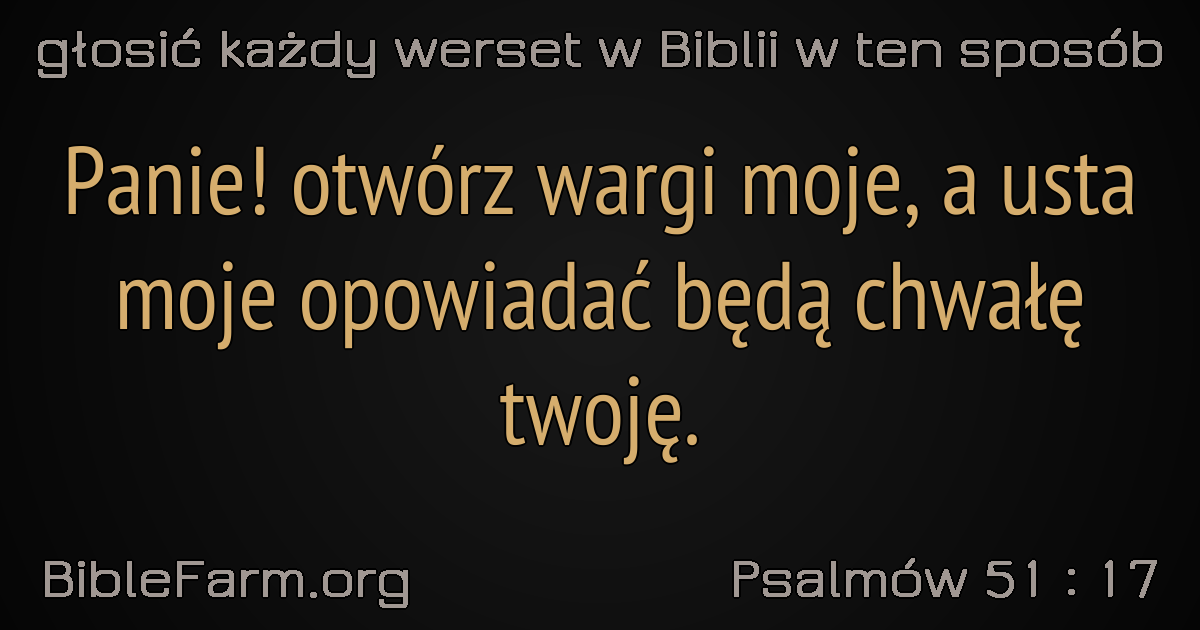 głosić każdy werset w Biblii w ten sposób
Panie! otwórz wargi moje, a usta
moje opowiadać będą chwałę
twoję.
BibleFarm.org
Psalmów 51 : 17